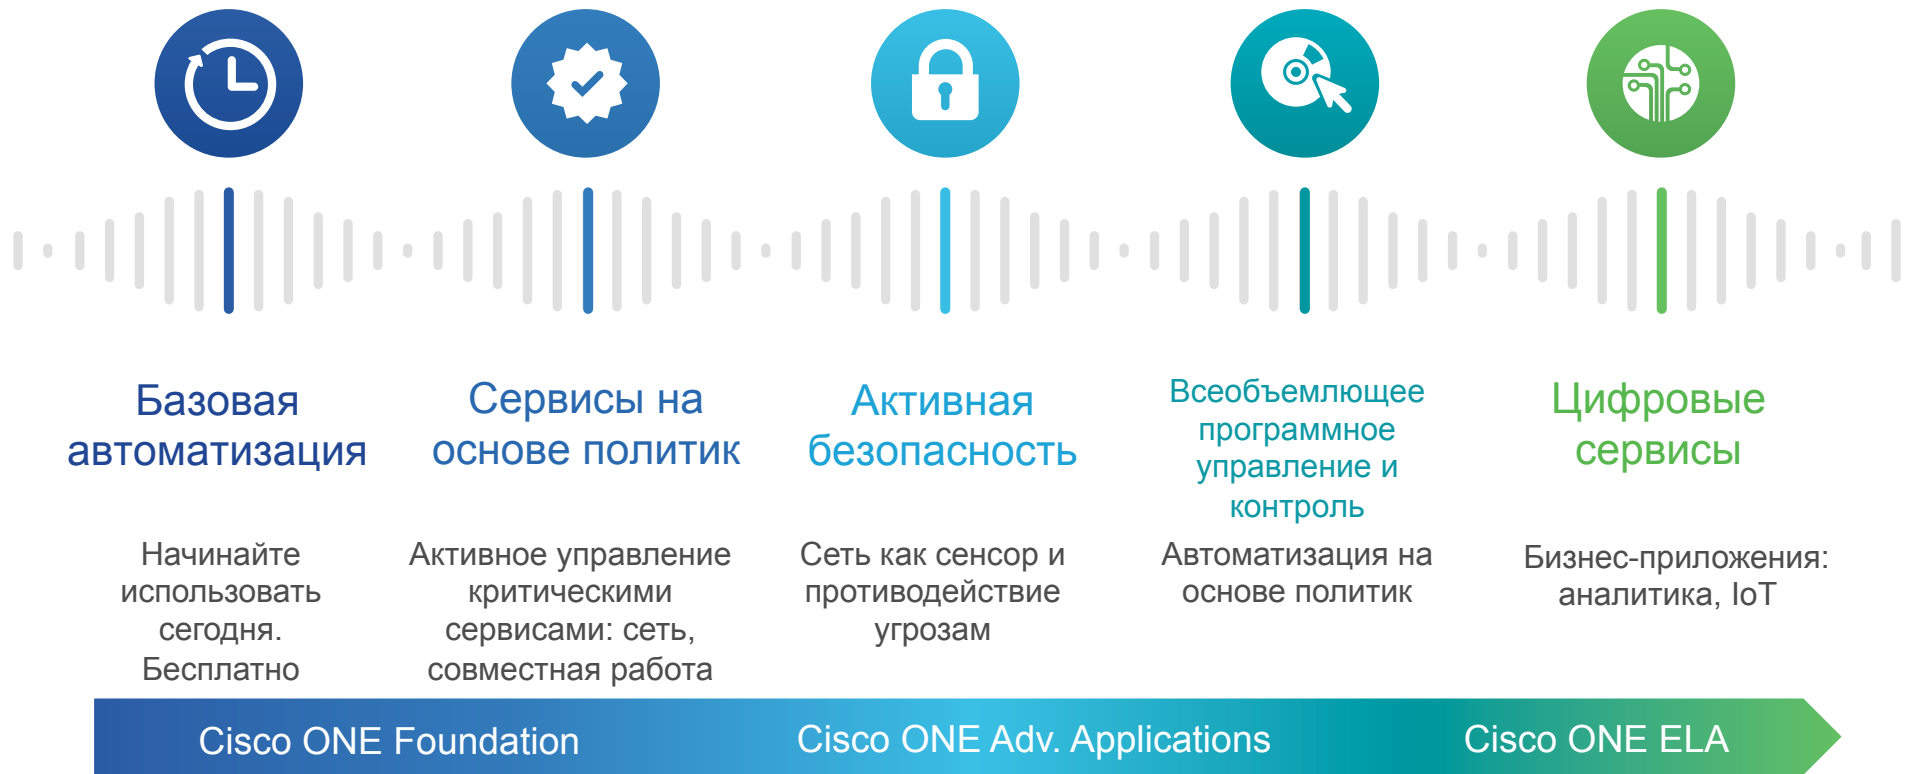 Базовая
автоматизация
Начинайте
использовать
сегодня.
Бесплатно
Сервисы на
основе политик
Активное управление
критическими
сервисами: сеть,
совместная работа
Активная
безопасность
Сеть как сенсор и
противодействие
угрозам
Всеобъемлющее
программное
управление и
контроль
Автоматизация на
основе политик
Цифровые
сервисы
Бизнес-приложения:
аналитика, IoT
Cisco ONE Foundation
Cisco ONE Adv. Applications
Cisco ONE ELA